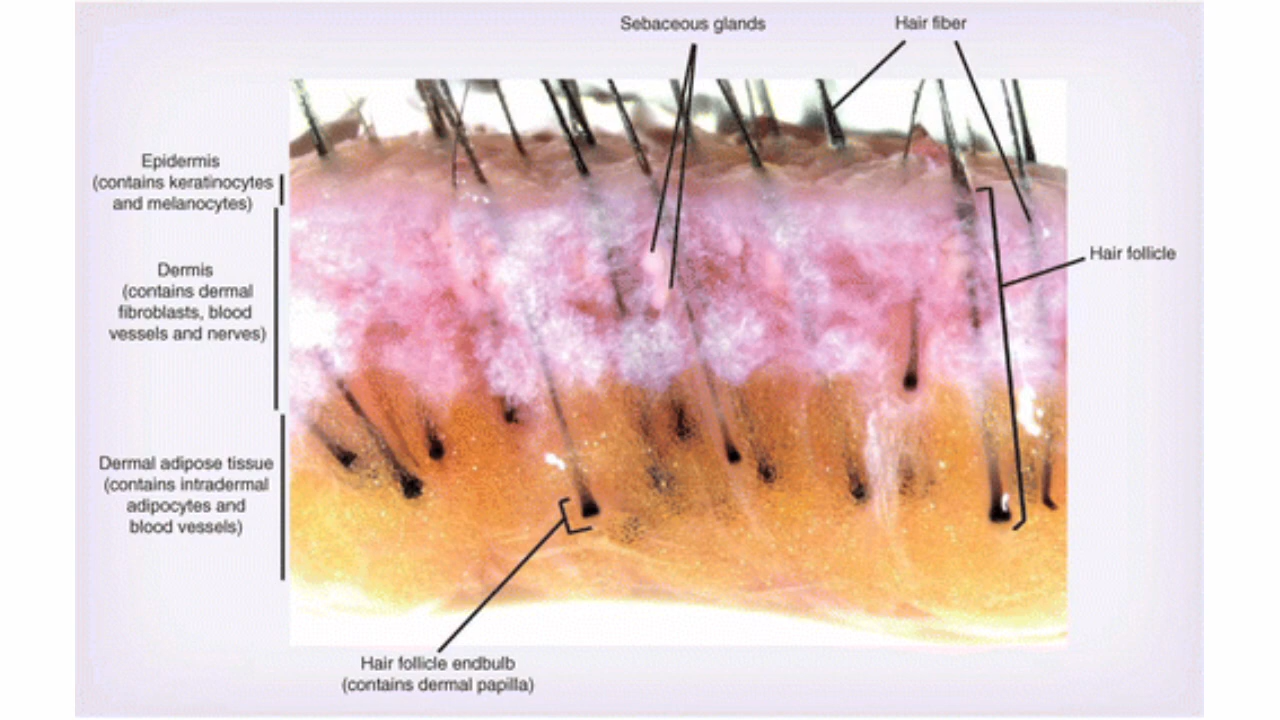 Sebaceous glands
Hair fiber
Epidermis
(contains keratinocytes
and melanocytes)
Dermis
(contains dermal
fibroblasts, blood
vessels and nerves)
Hair follicle
Dermal adipose tissue
(contains intradermal
adipocytes and
blood vessels)
Hair follicle endbulb
(contains dermal papilla)